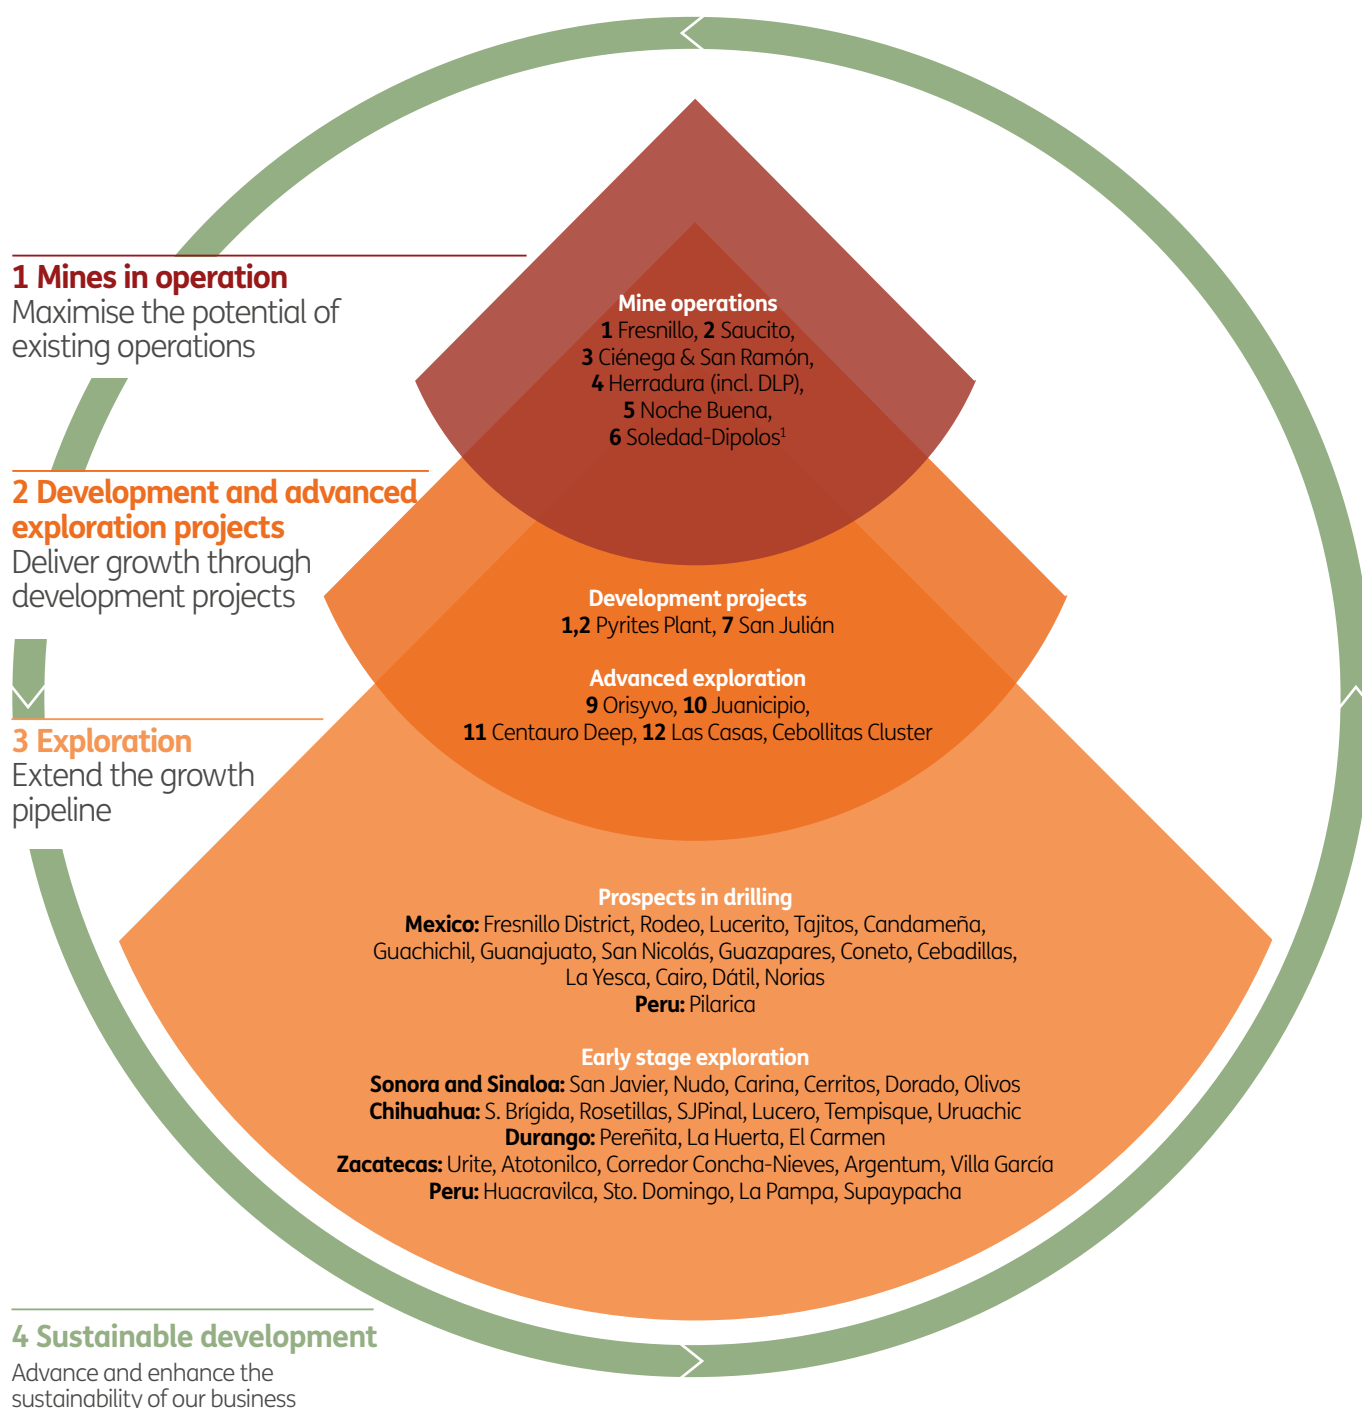 1 Mines in operation
Maximise the potential of
existing operations
2 Development and advanced
exploration projects
Deliver growth through
development projects
3 Exploration
Extend the growth
pipeline
4 Sustainable development
Advance and enhance the
sustainability of our business
Mine operations
1 Fresnillo, 2 Saucito,
3 Ciénega & San Ramón,
4 Herradura (incl. DLP),
5 Noche Buena,
6 Soledad-Dipolos¹
Development projects
1,2 Pyrites Plant, 7 San Julián
Advanced exploration
9 Orisyvo, 10 Juanicipio,
11 Centauro Deep, 12 Las Casas, Cebollitas Cluster
Prospects in drilling
Mexico: Fresnillo District, Rodeo, Lucerito, Tajitos, Candameña,
Guachichil, Guanajuato, San Nicolás, Guazapares, Coneto, Cebadillas,
La Yesca, Cairo, Dátil, Norias
Peru: Pilarica
Early stage exploration
Sonora and Sinaloa: San Javier, Nudo, Carina, Cerritos, Dorado, Olivos
Chihuahua: S. Brígida, Rosetillas, SJPinal, Lucero, Tempisque, Uruachic
Durango: Pereñita, La Huerta, El Carmen
Zacatecas: Urite, Atotonilco, Corredor Concha-Nieves, Argentum, Villa García
Peru: Huacravilca, Sto. Domingo, La Pampa, Supaypacha